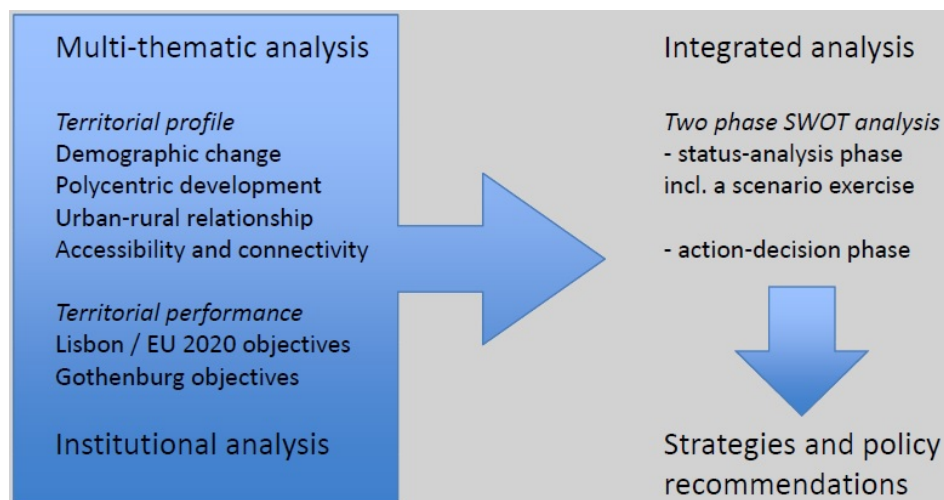 Multi-thematic analysis
Territorial profile
Demographic change
Polycentric development
Urban-rural relationship
Accessibility and connectivity
Territorial performance
Lisbon / EU 2020 objectives
Gothenburg objectives
Institutional analysis
Integrated analysis
Two phase SWOT analysis
- status-analysis phase
incl. a scenario exercise
- action-decision phase
Strategies and policy
recommendations